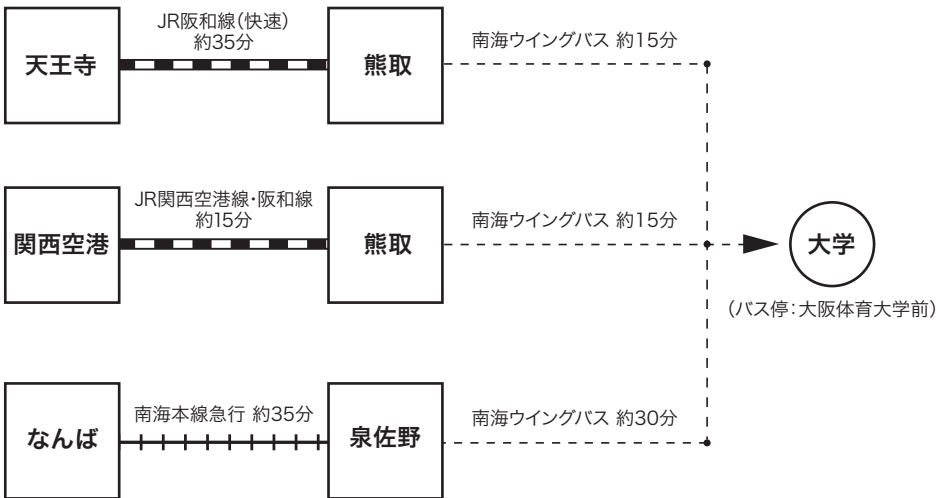 JR阪和線(快速)
約35分
天王寺
熊取
南海ウイングバス 約15分
JR関西空港線・阪和線
約15分
関西空港
熊取
南海ウイングバス 約15分
大学
(バス停:大阪体育大学前)
南海本線急行 約35分
なんば
泉佐野
南海ウイングバス 約30分